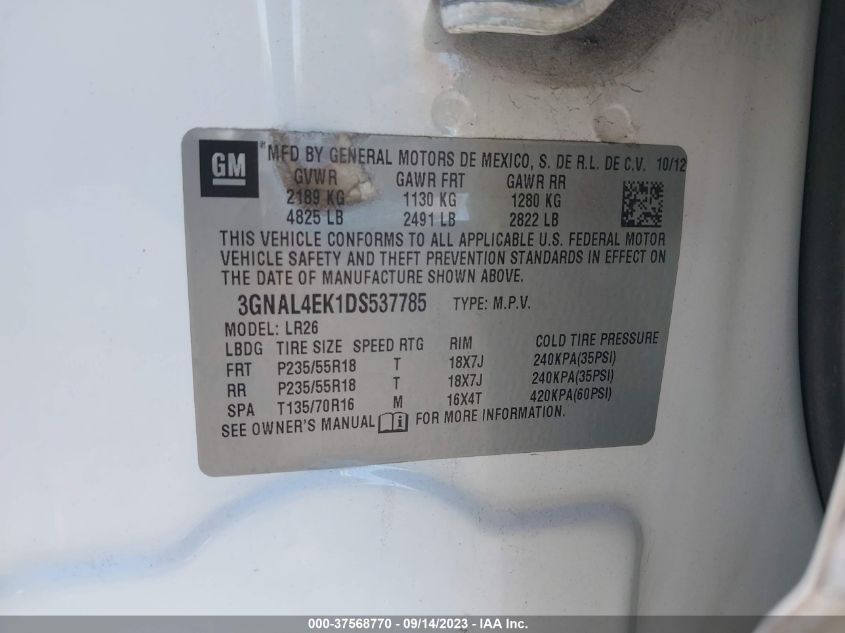 GM
*MFD BY GENERAL MOTORS DE MEXICO, S. DE R.L. DE C.V. 10/12
GVWR GAWR FRT GAWR RR
2189 KG 1130 KG 1280 KG
4825 LB 2491 LB 2822 LB
THIS VEHICLE CONFORMS TO ALL APPLICABLE U.S. FEDERAL MOTOR
VEHICLE SAFETY AND THEFT PREVENTION STANDARDS IN EFFECT ON
THE DATE OF MANUFACTURE SHOWN ABOVE.
3GNAL4EK1DS537785 TYPE: M.P.V.
MODEL: LR26
LBDG TIRE SIZE SPEED RTG RIM COLD TIRE PRESSURE
FRT P235/55R18 T 18X7J 240KPA(35PSI)
RR P235/55R18 T 18X7J 240KPA(35PSI)
SPA T135/70R16 M 16X4T 420KPA(60PSI)
SEE OWNER'S MANUAL i FOR MORE INFORMATION.
000-37568770 - 09/14/2023 - IAA Inc.